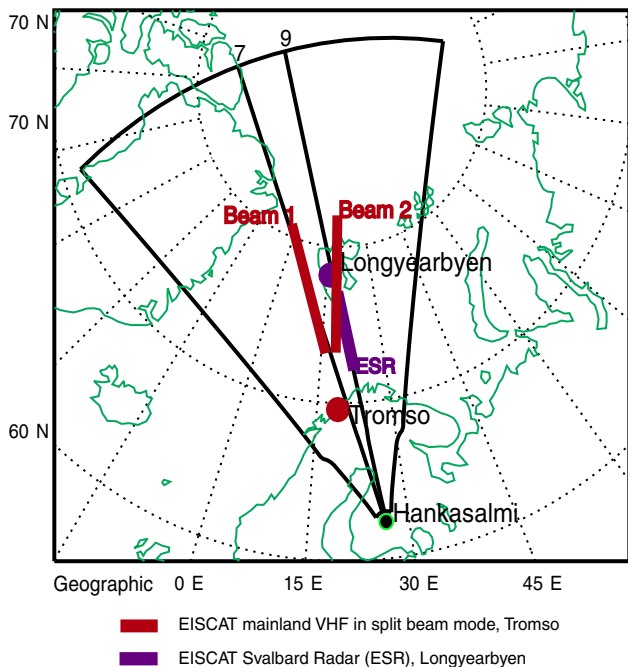 70 N
7
9
70 N
Beam 1
Beam 2
Longyearbyen
ESR
Tromso
60 N
Hankasalmi
Geographic 0 E 15 E 30 E 45 E
EISCAT mainland VHF in split beam mode, Tromso
EISCAT Svalbard Radar (ESR), Longyearbyen